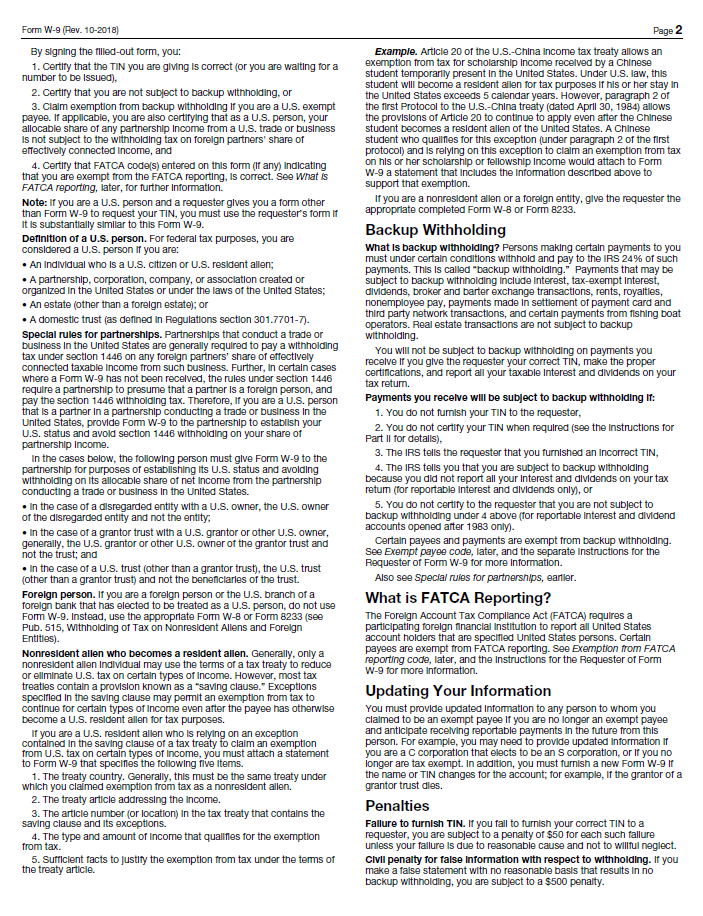 Form W-9 (Rev. 10-2018)
Page 2
By signing the filled-out form, you:
1. Certify that the TIN you are giving is correct (or you are waiting for a
number to be issued),
2. Certify that you are not subject to backup withholding, or
3. Claim exemption from backup withholding if you are a U.S. exempt
payee. If applicable, you are also certifying that as a U.S. person, your
allocable share of any partnership income from a U.S. trade or business
is not subject to the withholding tax on foreign partners' share of
effectively connected income, and
4. Certify that FATCA code(s) entered on this form (if any) indicating
that you are exempt from the FATCA reporting, is correct. See What is
FATCA reporting, later, for further information.
Note: If you are a U.S. person and a requester gives you a form other
than Form W-9 to request your TIN, you must use the requester's form if
it is substantially similar to this Form W-9.
Definition of a U.S. person. For federal tax purposes, you are
considered a U.S. person if you are:
• An individual who is a U.S. citizen or U.S. resident alien;
• A partnership, corporation, company, or association created or
organized in the United States or under the laws of the United States;
• An estate (other than a foreign estate); or
• A domestic trust (as defined in Regulations section 301.7701-7).
Special rules for partnerships. Partnerships that conduct a trade or
business in the United States are generally required to pay a withholding
tax under section 1446 on any foreign partners' share of effectively
connected taxable income from such business. Further, in certain cases
where a Form W-9 has not been received, the rules under section 1446
require a partnership to presume that a partner is a foreign person, and
pay the section 1446 withholding tax. Therefore, if you are a U.S. person
that is a partner in a partnership conducting a trade or business in the
United States, provide Form W-9 to the partnership to establish your
U.S. status and avoid section 1446 withholding on your share of
partnership income.
In the cases below, the following person must give Form W-9 to the
partnership for purposes of establishing its U.S. status and avoiding
withholding on its allocable share of net income from the partnership
conducting a trade or business in the United States.
• In the case of a disregarded entity with a U.S. owner, the U.S. owner
of the disregarded entity and not the entity;
• In the case of a grantor trust with a U.S. grantor or other U.S. owner,
generally, the U.S. grantor or other U.S. owner of the grantor trust and
not the trust; and
• In the case of a U.S. trust (other than a grantor trust), the U.S. trust
(other than a grantor trust) and not the beneficiaries of the trust.
Foreign person. If you are a foreign person or the U.S. branch of a
foreign bank that has elected to be treated as a U.S. person, do not use
Form W-9. Instead, use the appropriate Form W-8 or Form 8233 (see
Pub. 515, Withholding of Tax on Nonresident Aliens and Foreign
Entities).
Nonresident alien who becomes a resident alien. Generally, only a
nonresident alien individual may use the terms of a tax treaty to reduce
or eliminate U.S. tax on certain types of income. However, most tax
treaties contain a provision known as a "saving clause." Exceptions
specified in the saving clause may permit an exemption from tax to
continue for certain types of income even after the payee has otherwise
become a U.S. resident alien for tax purposes.
If you are a U.S. resident alien who is relying on an exception
contained in the saving clause of a tax treaty to claim an exemption
from U.S. tax on certain types of income, you must attach a statement
to Form W-9 that specifies the following five items.
1. The treaty country. Generally, this must be the same treaty under
which you claimed exemption from tax as a nonresident alien.
2. The treaty article addressing the income.
3. The article number (or location) in the tax treaty that contains the
saving clause and its exceptions.
4. The type and amount of income that qualifies for the exemption
from tax.
5. Sufficient facts to justify the exemption from tax under the terms of
the treaty article.
Example. Article 20 of the U.S.-China income tax treaty allows an
exemption from tax for scholarship income received by a Chinese
student temporarily present in the United States. Under U.S. law, this
student will become a resident alien for tax purposes if his or her stay in
the United States exceeds 5 calendar years. However, paragraph 2 of
the first Protocol to the U.S.-China treaty (dated April 30, 1984) allows
the provisions of Article 20 to continue to apply even after the Chinese
student becomes a resident alien of the United States. A Chinese
student who qualifies for this exception (under paragraph 2 of the first
protocol) and is relying on this exception to claim an exemption from tax
on his or her scholarship or fellowship income would attach to Form
W-9 a statement that includes the information described above to
support that exemption.
If you are a nonresident alien or a foreign entity, give the requester the
appropriate completed Form W-8 or Form 8233.
Backup Withholding
What is backup withholding? Persons making certain payments to you
must under certain conditions withhold and pay to the IRS 24% of such
payments. This is called "backup withholding." Payments that may be
subject to backup withholding include interest, tax-exempt interest,
dividends, broker and barter exchange transactions, rents, royalties,
nonemployee pay, payments made in settlement of payment card and
third party network transactions, and certain payments from fishing boat
operators. Real estate transactions are not subject to backup
withholding.
You will not be subject to backup withholding on payments you
receive if you give the requester your correct TIN, make the proper
certifications, and report all your taxable interest and dividends on your
tax return.
Payments you receive will be subject to backup withholding if:
1. You do not furnish your TIN to the requester,
2. You do not certify your TIN when required (see the instructions for
Part II for details),
3. The IRS tells the requester that you furnished an incorrect TIN,
4. The IRS tells you that you are subject to backup withholding
because you did not report all your interest and dividends on your tax
return (for reportable interest and dividends only), or
5. You do not certify to the requester that you are not subject to
backup withholding under 4 above (for reportable interest and dividend
accounts opened after 1983 only).
Certain payees and payments are exempt from backup withholding.
See Exempt payee code, later, and the separate Instructions for the
Requester of Form W-9 for more information.
Also see Special rules for partnerships, earlier.
What is FATCA Reporting?
The Foreign Account Tax Compliance Act (FATCA) requires a
participating foreign financial institution to report all United States
account holders that are specified United States persons. Certain
payees are exempt from FATCA reporting. See Exemption from FATCA
reporting code, later, and the Instructions for the Requester of Form
W-9 for more information.
Updating Your Information
You must provide updated information to any person to whom you
claimed to be an exempt payee if you are no longer an exempt payee
and anticipate receiving reportable payments in the future from this
person. For example, you may need to provide updated information if
you are a C corporation that elects to be an S corporation, or if you no
longer are tax exempt. In addition, you must furnish a new Form W-9 if
the name or TIN changes for the account; for example, if the grantor of a
grantor trust dies.
Penalties
Failure to furnish TIN. If you fail to furnish your correct TIN to a
requester, you are subject to a penalty of $50 for each such failure
unless your failure is due to reasonable cause and not to willful neglect.
Civil penalty for false information with respect to withholding. If you
make a false statement with no reasonable basis that results in no
backup withholding, you are subject to a $500 penalty.